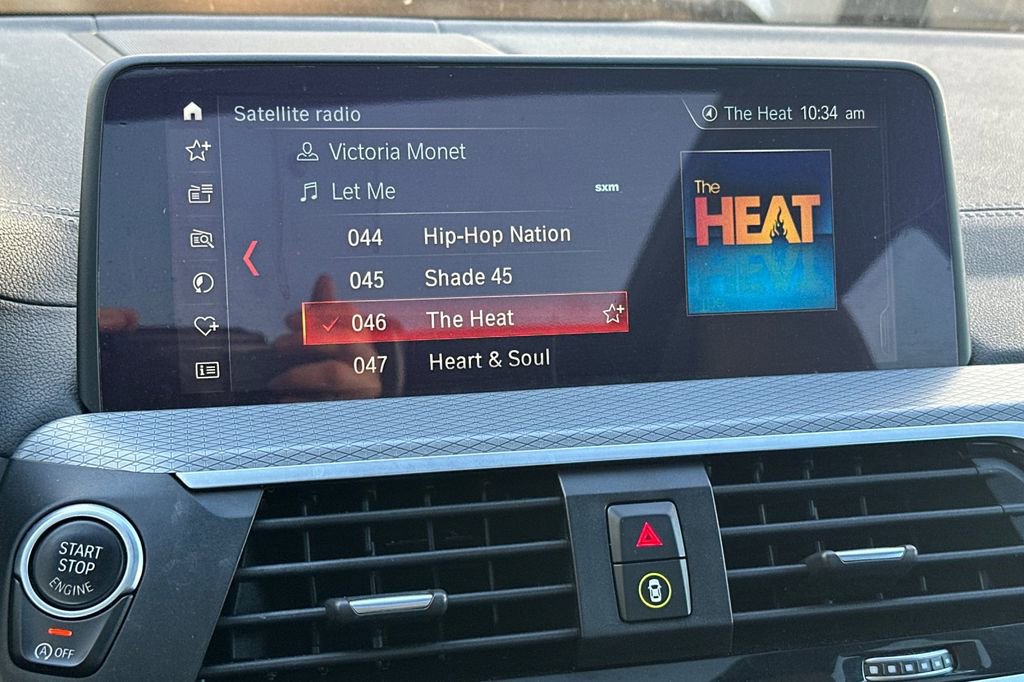 Satellite radio
The Heat 10:34 am
Victoria Monet
Let Me
sxm
044 Hip-Hop Nation
045 Shade 45
046 The Heat
047 Heart & Soul
The
HEAT
START
STOP
ENGINE
A OFF